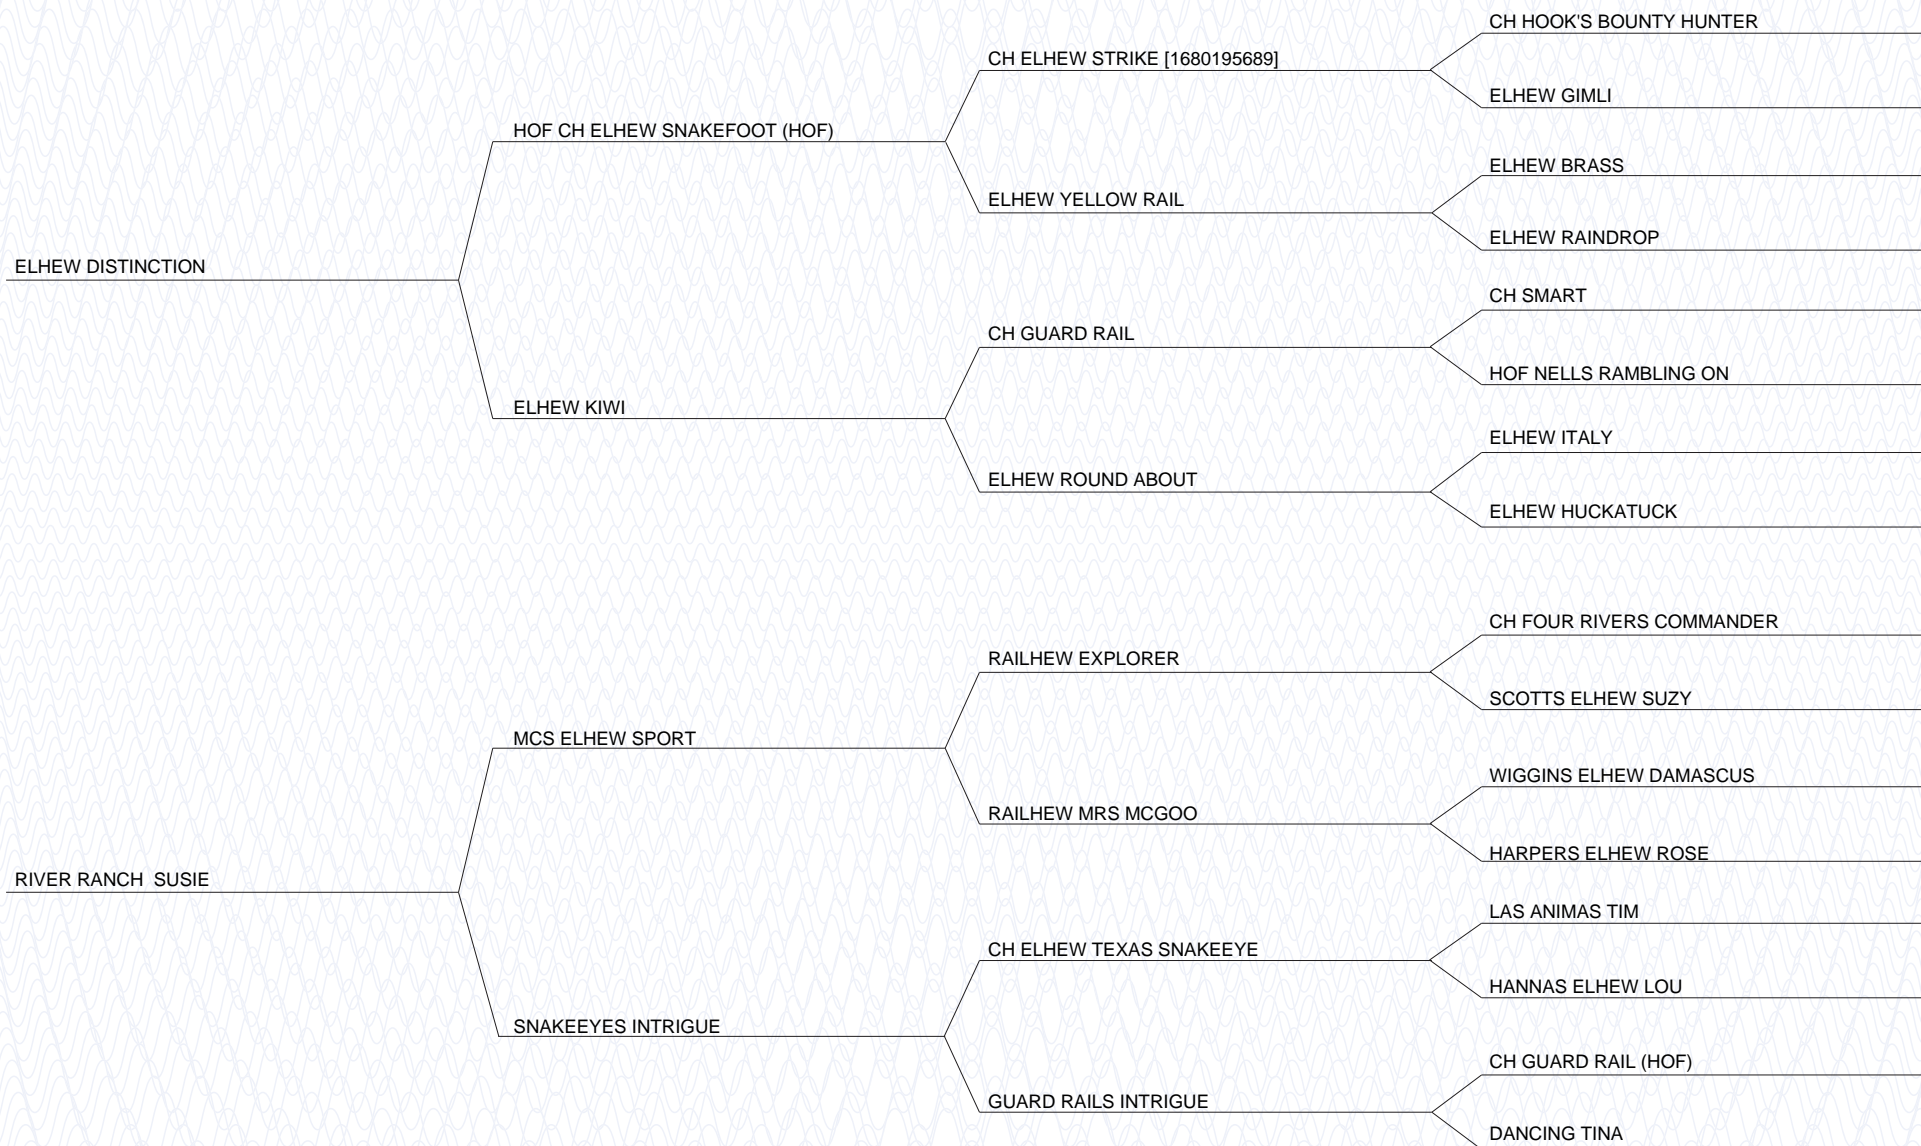 CH HOOK'S BOUNTY HUNTER
CH ELHEW STRIKE [1680195689]
ELHEW GIMLI
HOF CH ELHEW SNAKEFOOT (HOF)
ELHEW BRASS
ELHEW YELLOW RAIL
ELHEW RAINDROP
ELHEW DISTINCTION
CH SMART
CH GUARD RAIL
HOF NELLS RAMBLING ON
ELHEW KIWI
ELHEW ITALY
ELHEW ROUND ABOUT
ELHEW HUCKATUCK
CH FOUR RIVERS COMMANDER
RAILHEW EXPLORER
SCOTTS ELHEW SUZY
MCS ELHEW SPORT
WIGGINS ELHEW DAMASCUS
RAILHEW MRS MCGOO
HARPERS ELHEW ROSE
RIVER RANCH  SUSIE
LAS ANIMAS TIM
CH ELHEW TEXAS SNAKEEYE
HANNAS ELHEW LOU
SNAKEEYES INTRIGUE
CH GUARD RAIL (HOF)
GUARD RAILS INTRIGUE
DANCING TINA